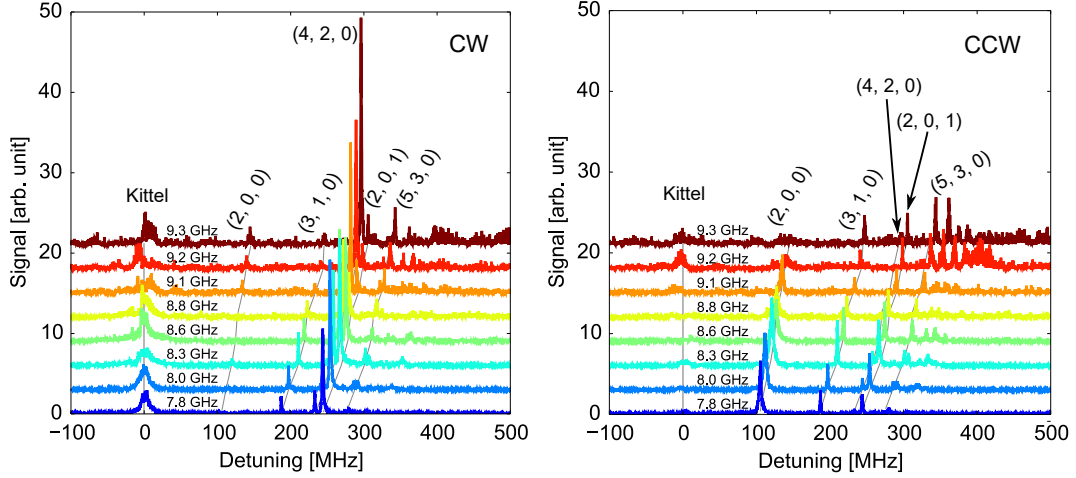 50
40
30
20
10
0
Signal [arb. unit]
CW
(4, 2, 0)
(2, 0, 0)
(3, 1, 0)
(2, 0, 1)
(5, 3, 0)
Kittel
9.3 GHz
9.2 GHz
9.1 GHz
8.8 GHz
8.6 GHz
8.3 GHz
8.0 GHz
7.8 GHz
−100 0 100 200 300 400 500
Detuning [MHz]
50
40
30
20
10
0
Signal [arb. unit]
CCW
(4, 2, 0)
(2, 0, 1)
(2, 0, 0)
(3, 1, 0)
(5, 3, 0)
Kittel
9.3 GHz
9.2 GHz
9.1 GHz
8.8 GHz
8.6 GHz
8.3 GHz
8.0 GHz
7.8 GHz
−100 0 100 200 300 400 500
Detuning [MHz]